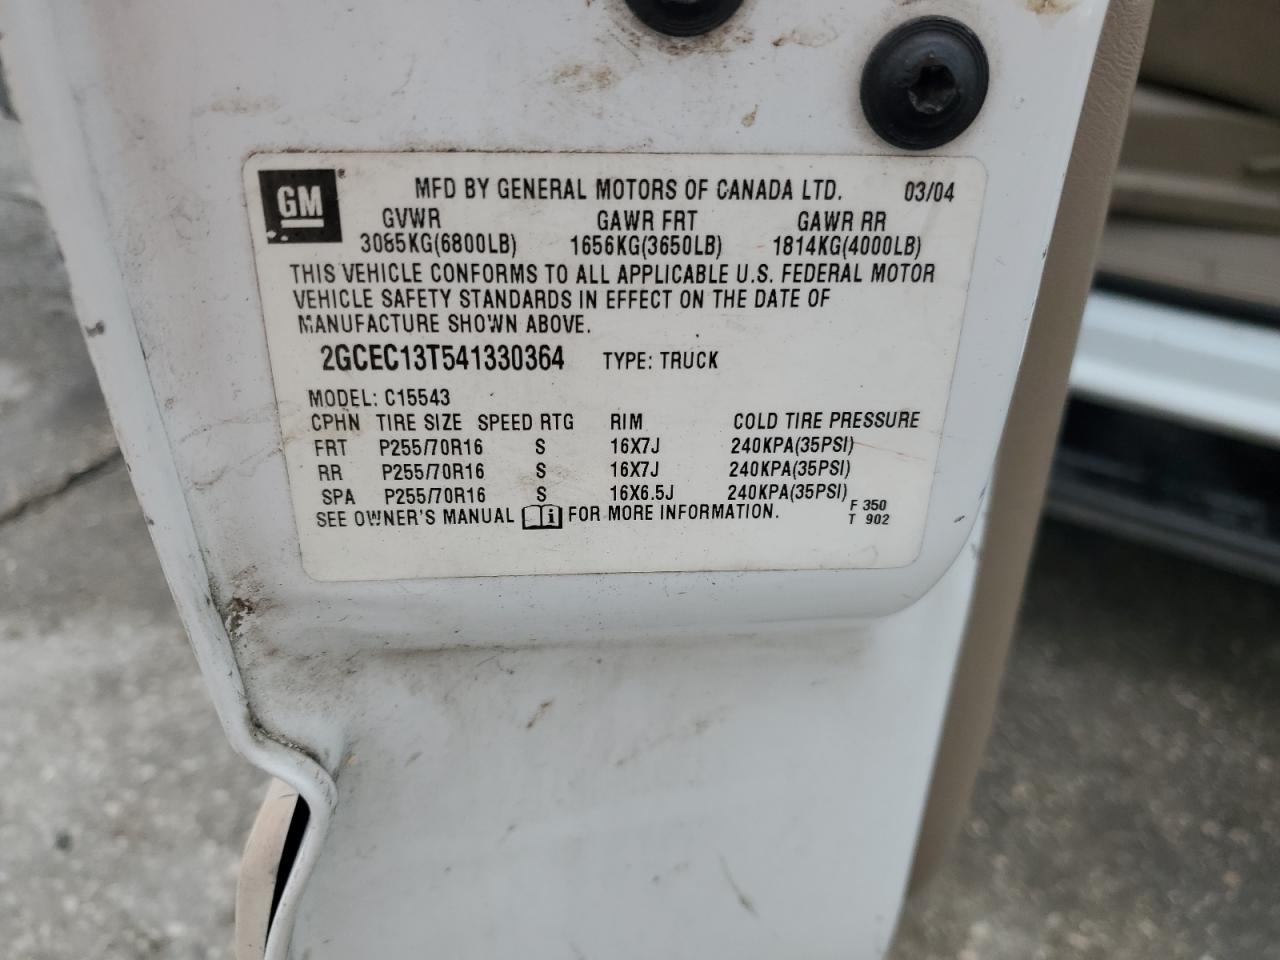 GM ® MFD BY GENERAL MOTORS OF CANADA LTD. 03/04
GVWR GAWR FRT GAWR RR
3085KG(6800LB) 1656KG(3650LB) 1814KG(4000LB)
THIS VEHICLE CONFORMS TO ALL APPLICABLE U.S. FEDERAL MOTOR
VEHICLE SAFETY STANDARDS IN EFFECT ON THE DATE OF
MANUFACTURE SHOWN ABOVE.
2GCEC13T541330364 TYPE: TRUCK
MODEL: C15543
CPHN TIRE SIZE SPEED RTG RIM COLD TIRE PRESSURE
FRT P255/70R16 S 16X7J 240KPA(35PSI)
RR P255/70R16 S 16X7J 240KPA(35PSI)
SPA P255/70R16 S 16X6.5J 240KPA(35PSI)
SEE OWNER'S MANUAL i FOR MORE INFORMATION.
F 350
T 902